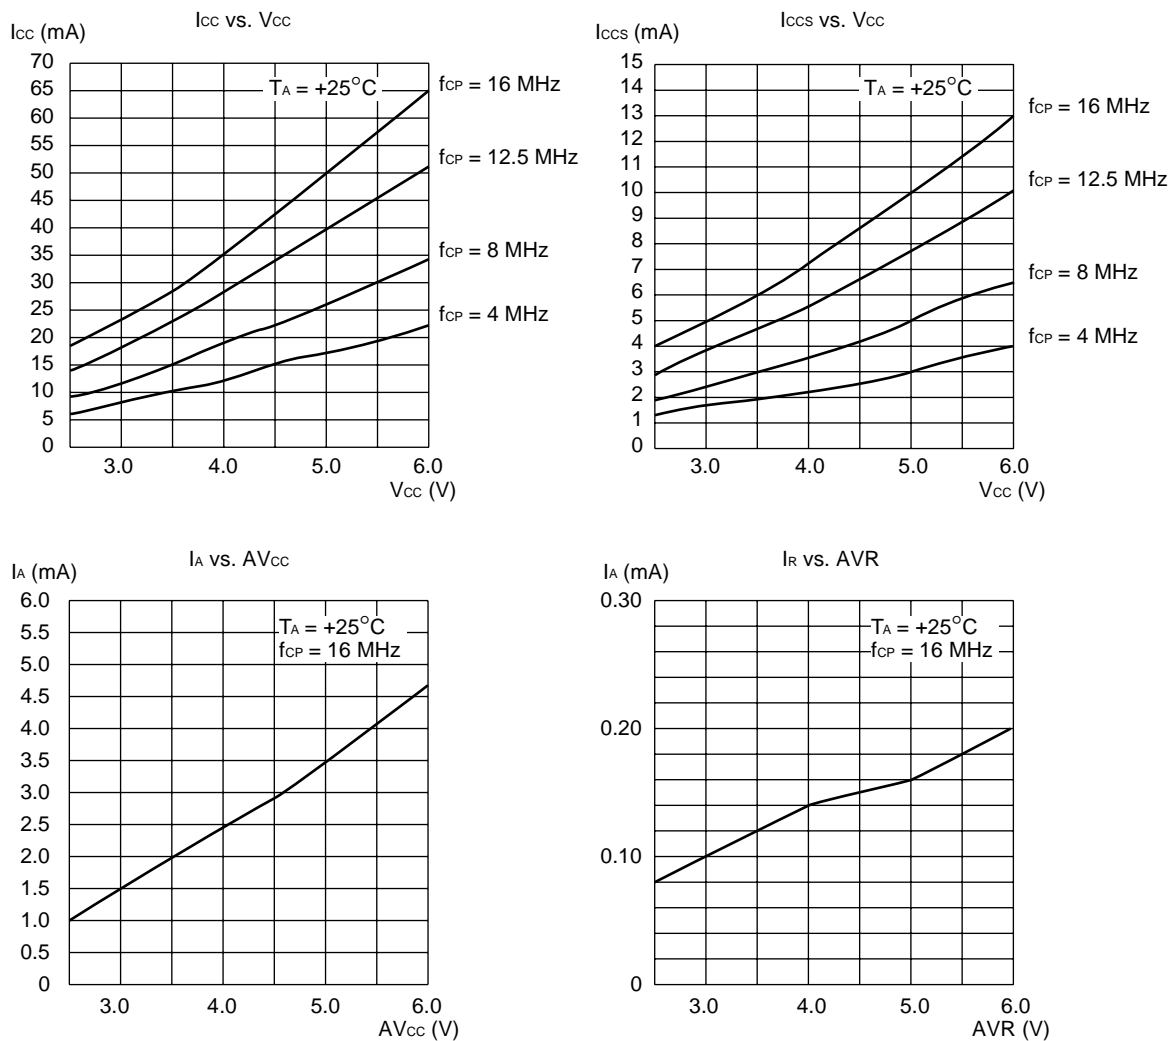 Icc vs. Vcc
Icc (mA)
70
65
60
55
50
45
40
35
30
25
20
15
10
5
0
TA = +25°C
fCP = 16 MHz
fCP = 12.5 MHz
fCP = 8 MHz
fCP = 4 MHz
3.0 4.0 5.0 6.0
Vcc (V)
Iccs vs. Vcc
Iccs (mA)
15
14
13
12
11
10
9
8
7
6
5
4
3
2
1
0
TA = +25°C
fCP = 16 MHz
fCP = 12.5 MHz
fCP = 8 MHz
fCP = 4 MHz
3.0 4.0 5.0 6.0
Vcc (V)
IA vs. AVcc
IA (mA)
6.0
5.5
5.0
4.5
4.0
3.5
3.0
2.5
2.0
1.5
1.0
0.5
0
TA = +25°C
fCP = 16 MHz
3.0 4.0 5.0 6.0
AVcc (V)
IR vs. AVR
IA (mA)
0.30
0.20
0.10
0
TA = +25°C
fCP = 16 MHz
3.0 4.0 5.0 6.0
AVR (V)